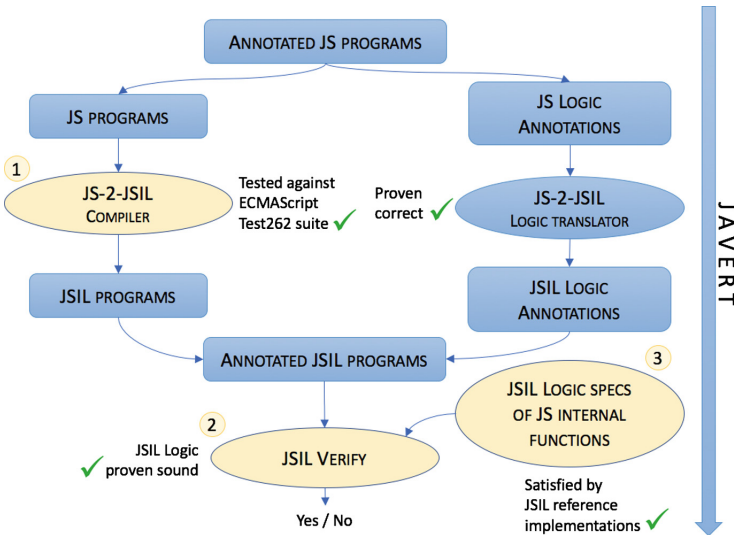 ANNOTATED JS PROGRAMS
JS PROGRAMS
JS LOGIC
ANNOTATIONS
1
JS-2-JSIL
COMPILER
Tested against
ECMAScript
Test262 suite ✓
Proven
correct ✓
JS-2-JSIL
LOGIC TRANSLATOR
JSIL PROGRAMS
JSIL LOGIC
ANNOTATIONS
ANNOTATED JSIL PROGRAMS
3
JSIL LOGIC SPECS
OF JS INTERNAL
FUNCTIONS
2
JSIL Logic
✓ proven sound
JSIL VERIFY
Satisfied by
JSIL reference
implementations ✓
Yes / No
JAVERT